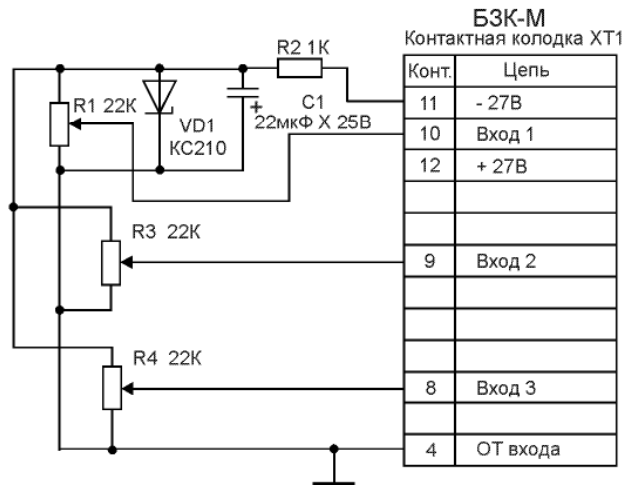 БЗК-М
Контактная колодка XT1
R2 1К
Конт. Цепь
11 - 27В
R1 22К
C1
22мкФ Х 25В
VD1
КС210
10 Вход 1
12 + 27В
R3 22К
9 Вход 2
R4 22К
8 Вход 3
4 ОТ входа